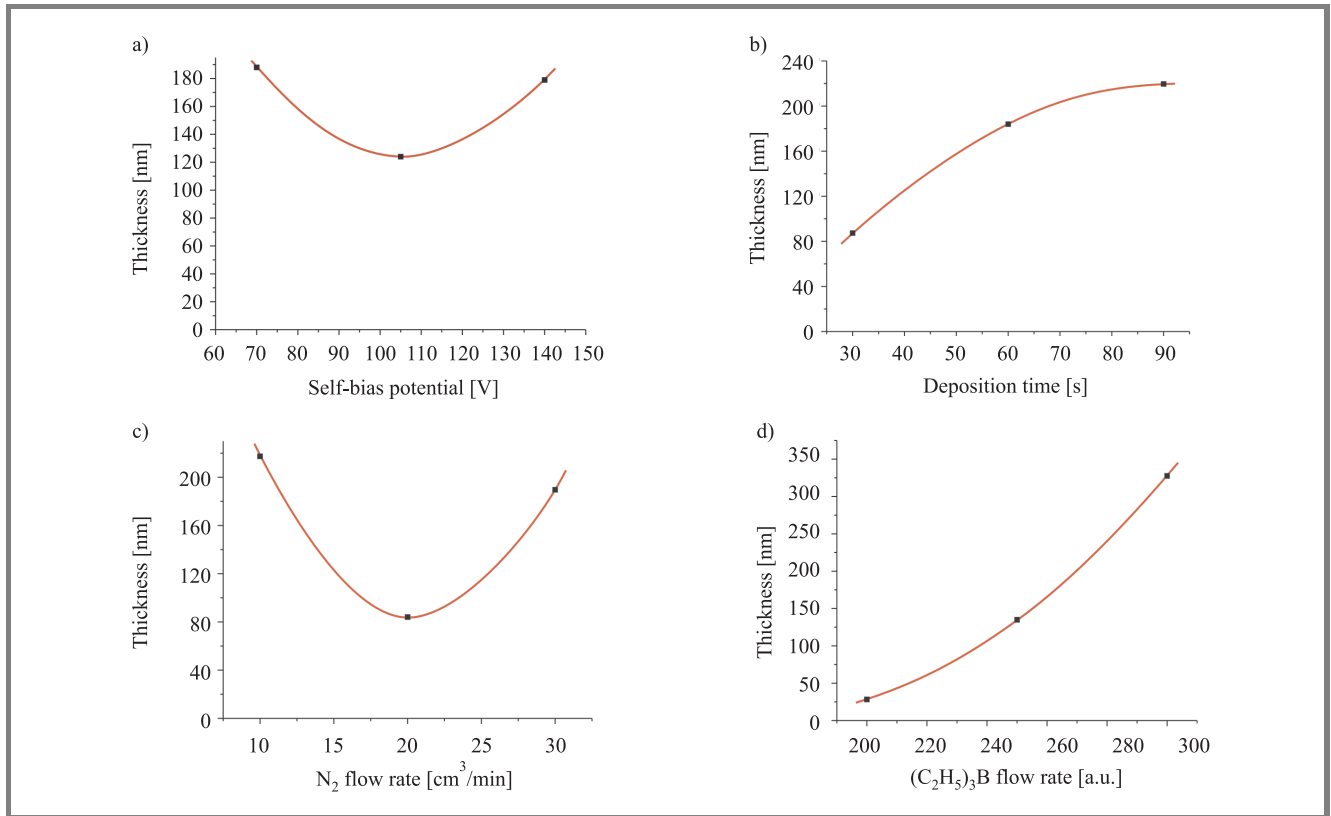 a)
180
160
140
120
100
80
60
40
20
0
Thickness [nm]
60 70 80 90 100 110 120 130 140 150
Self-bias potential [V]
b)
240
200
160
120
80
40
0
Thickness [nm]
30 40 50 60 70 80 90
Deposition time [s]
c)
200
160
120
80
40
0
Thickness [nm]
10 15 20 25 30
N₂ flow rate [cm³/min]
d)
350
300
250
200
150
100
50
0
Thickness [nm]
200 220 240 260 280 300
(C₂H₅)₃B flow rate [a.u.]